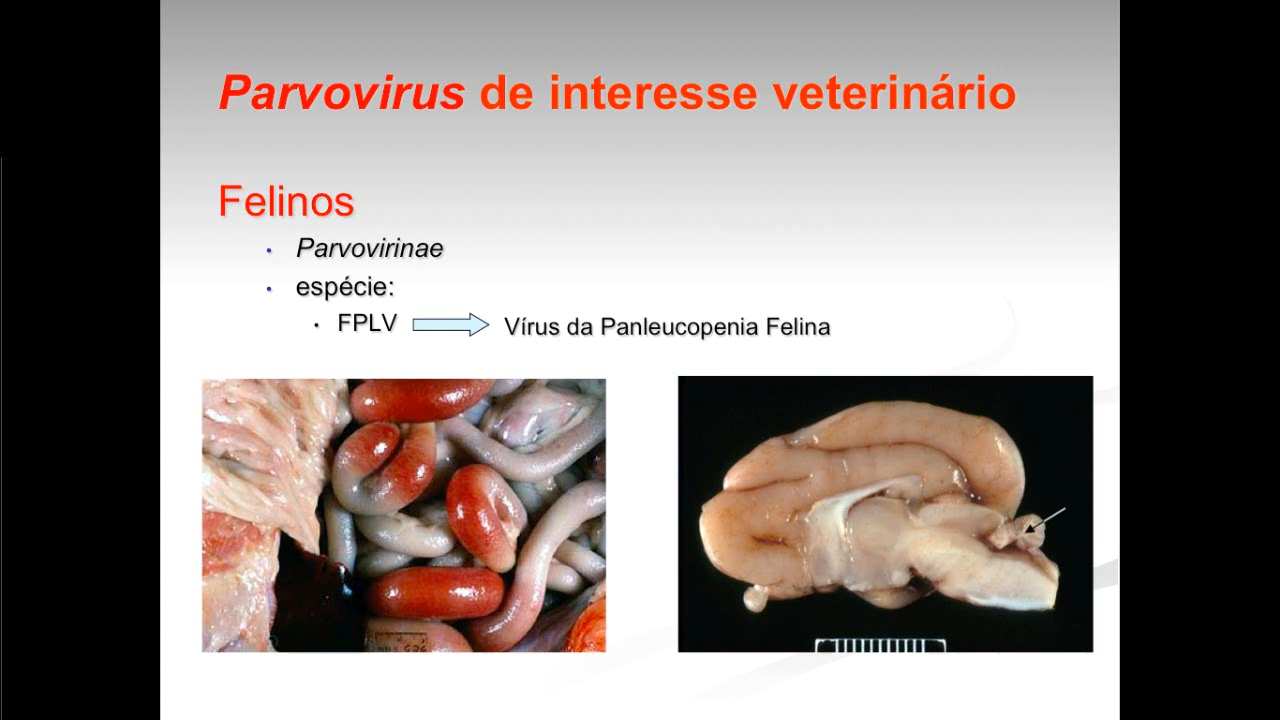 Parvovirus de interesse veterinário
Felinos
• Parvovirinae
• espécie:
• FPLV
Vírus da Panleucopenia Felina